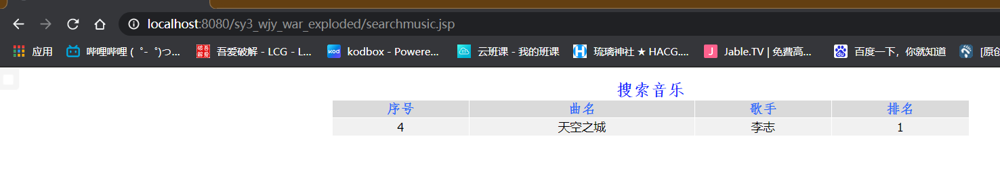 localhost:8080/sy3_wjy_war_exploded/searchmusic.jsp
应用 哔哩哔哩 (゜-゜)つ... 吾爱破解 - LCG - L... kodbox - Powere... 云班课 - 我的班课 琉璃神社 ★ HACG.... Jable.TV | 免費高... 百度一下，你就知道 [原创
搜索音乐
序号 曲名 歌手 排名
4 天空之城 李志 1